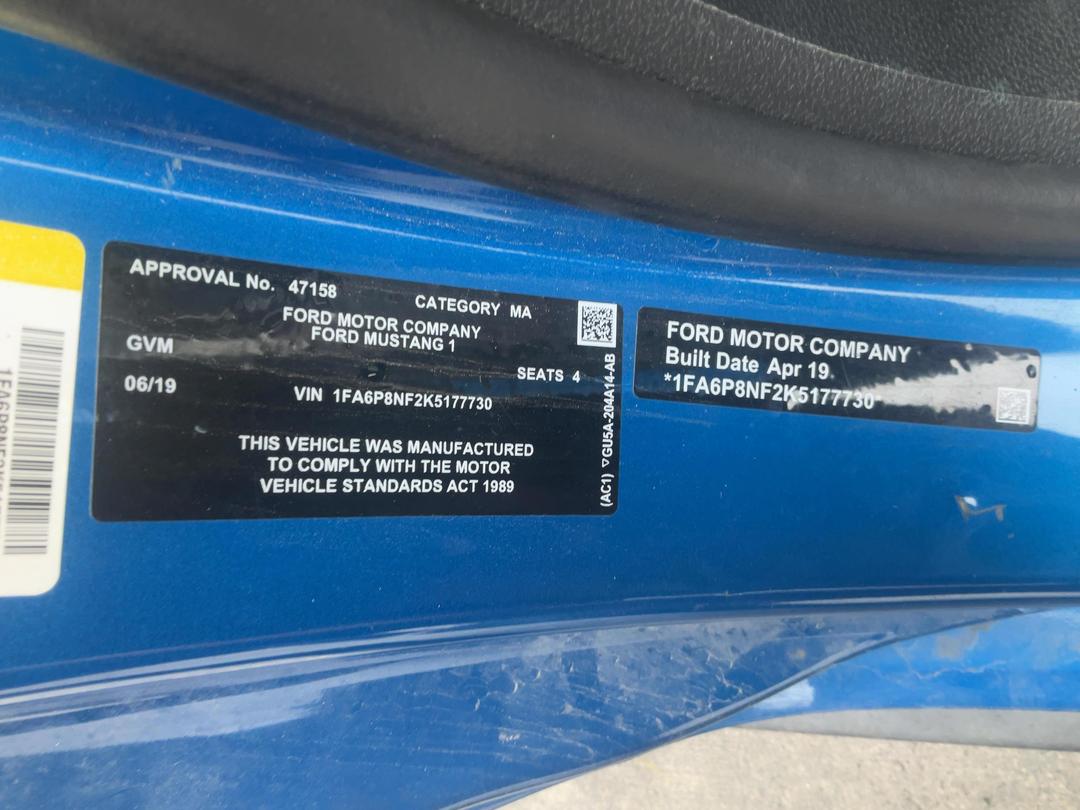 APPROVAL No. 47158
CATEGORY MA
FORD MOTOR COMPANY
FORD MUSTANG 1
GVM
SEATS 4
06/19
VIN 1FA6P8NF2K5177730
THIS VEHICLE WAS MANUFACTURED
TO COMPLY WITH THE MOTOR
VEHICLE STANDARDS ACT 1989
(AC1) ▽GU5A-204A14-AB
FORD MOTOR COMPANY
Built Date Apr 19
*1FA6P8NF2K5177730*